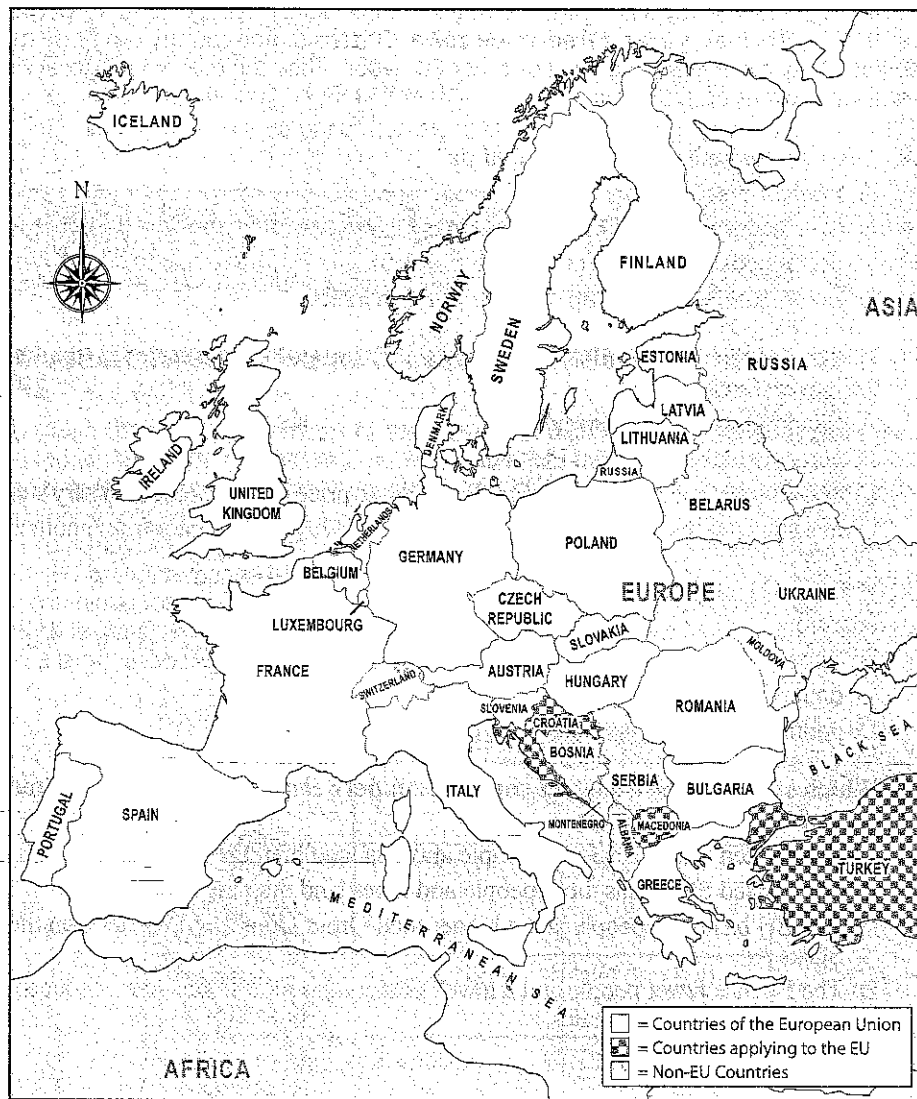 ICELAND
N
NORWAY
SWEDEN
FINLAND
ASIA
ESTONIA
RUSSIA
LATVIA
LITHUANIA
DENMARK
RUSSIA
IRELAND
UNITED
KINGDOM
BELARUS
NETHERLANDS
GERMANY
POLAND
BELGIUM
EUROPE
UKRAINE
CZECH
REPUBLIC
LUXEMBOURG
SLOVAKIA
FRANCE
SWITZERLAND
AUSTRIA
HUNGARY
MOLDOVA
SLOVENIA
ROMANIA
CROATIA
BOSNIA
BLACK SEA
SERBIA
BULGARIA
ITALY
PORTUGAL
SPAIN
MONTENEGRO
ALBANIA
MACEDONIA
TURKEY
GREECE
MEDITERRANEAN SEA
AFRICA
= Countries of the European Union
= Countries applying to the EU
= Non-EU Countries